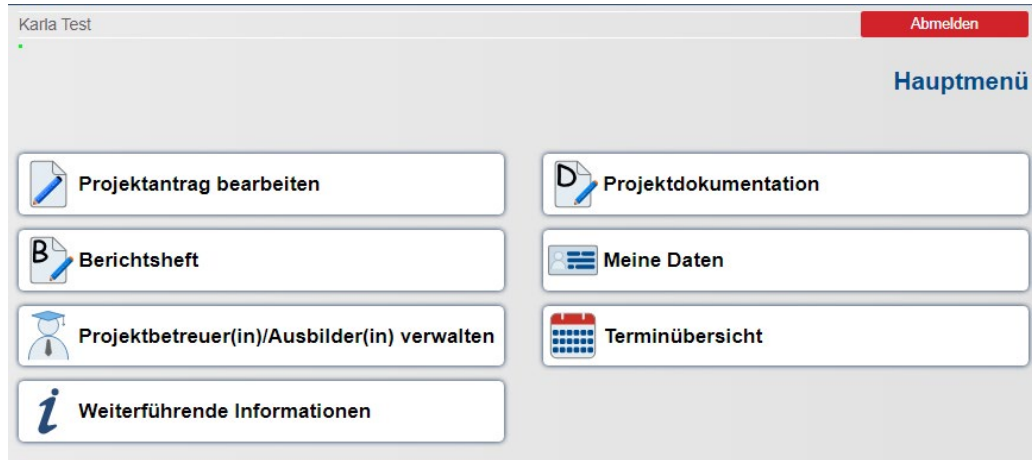 Karla Test
Abmelden
Hauptmenü
Projektantrag bearbeiten
D Projektdokumentation
B Berichtsheft
Meine Daten
Projektbetreuer(in)/Ausbilder(in) verwalten
Terminübersicht
i Weiterführende Informationen